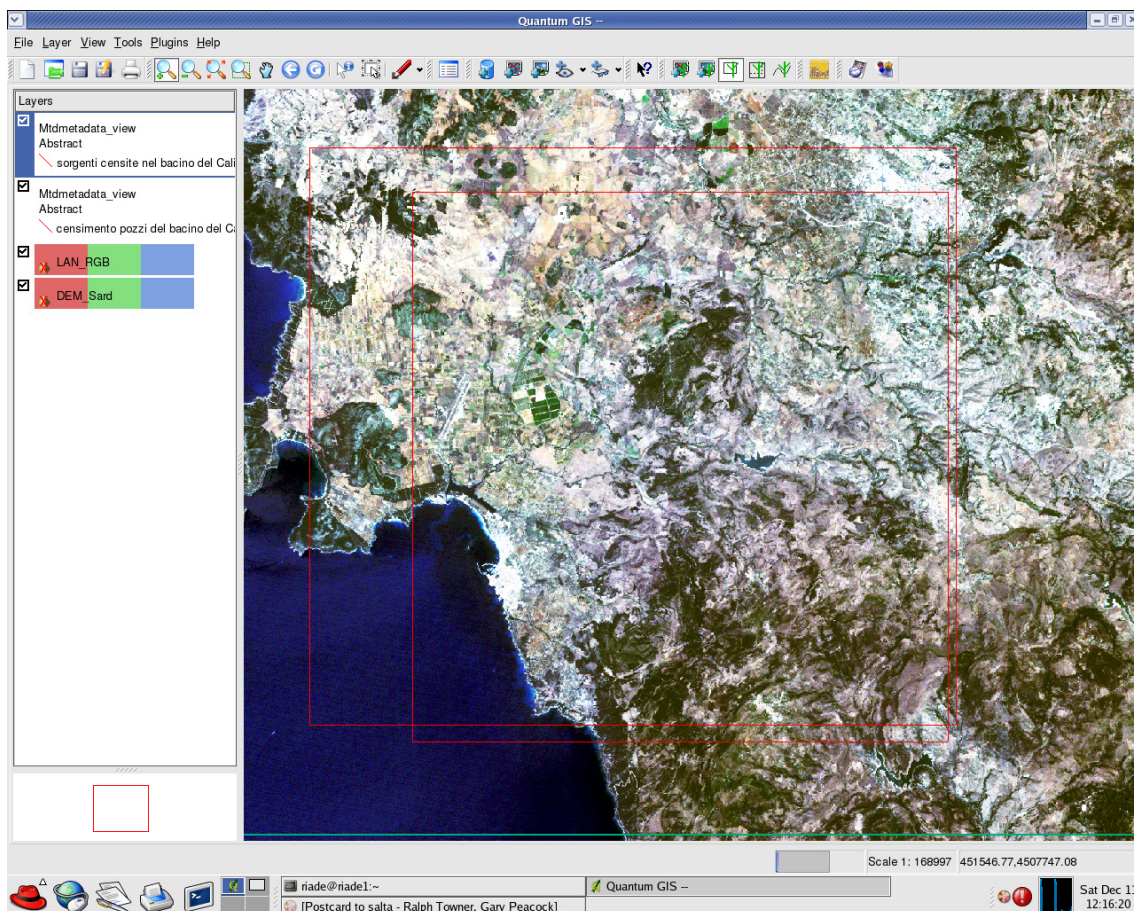 Quantum GIS --
File Layer View Tools Plugins Help
Layers
Mtdmetadata_view
Abstract
sorgenti censite nel bacino del Cali
Mtdmetadata_view
Abstract
censimento pozzi del bacino del
LAN_RGB
DEM_Sard
Scale 1: 168997 451546.77,4507747.08
riade@riade1:~
Quantum GIS --
Sat Dec
[Postcard to salta - Ralph Towner, Gary Peacock]
12:16:20